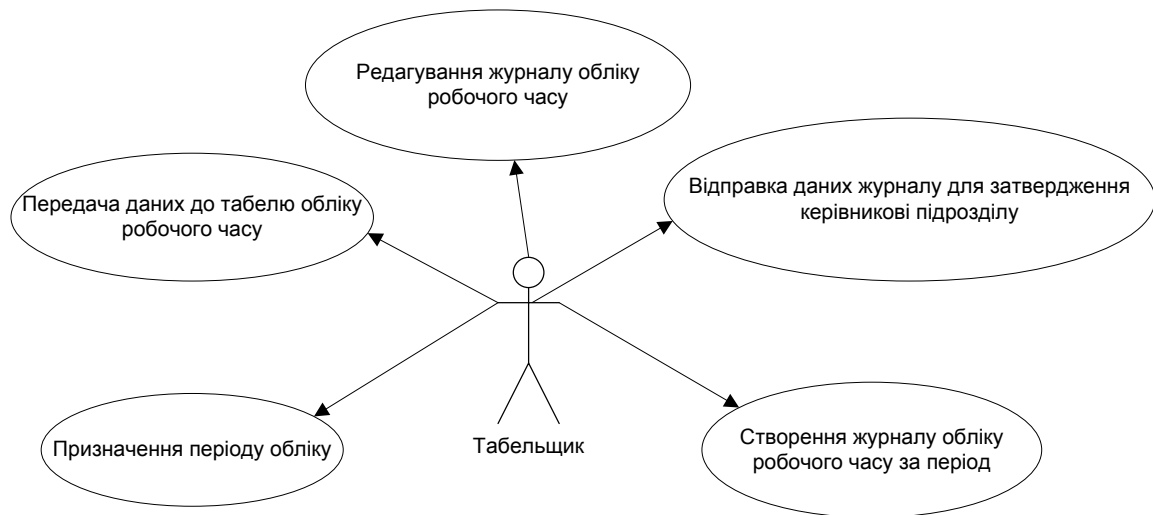 Редагування журналу обліку
робочого часу
Передача даних до табелю обліку
робочого часу
Відправка даних журналу для затвердження
керівникові підрозділу
Призначення періоду обліку
Табельщик
Створення журналу обліку
робочого часу за період